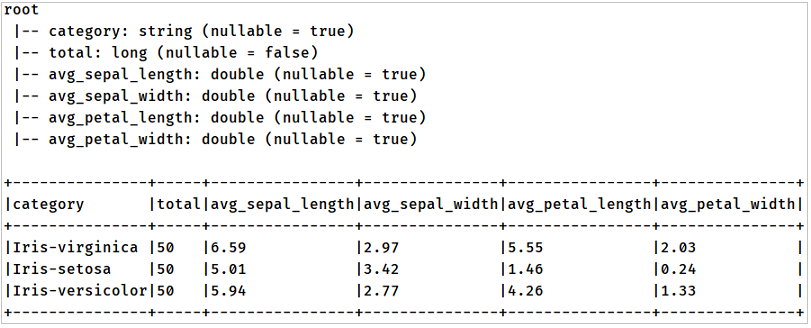 root
 |-- category: string (nullable = true)
 |-- total: long (nullable = false)
 |-- avg_sepal_length: double (nullable = true)
 |-- avg_sepal_width: double (nullable = true)
 |-- avg_petal_length: double (nullable = true)
 |-- avg_petal_width: double (nullable = true)

+---------------+-----+----------------+---------------+----------------+---------------+
|category       |total|avg_sepal_length|avg_sepal_width|avg_petal_length|avg_petal_width|
+---------------+-----+----------------+---------------+----------------+---------------+
|Iris-virginica |50   |6.59            |2.97           |5.55            |2.03           |
|Iris-setosa    |50   |5.01            |3.42           |1.46            |0.24           |
|Iris-versicolor|50   |5.94            |2.77           |4.26            |1.33           |
+---------------+-----+----------------+---------------+----------------+---------------+